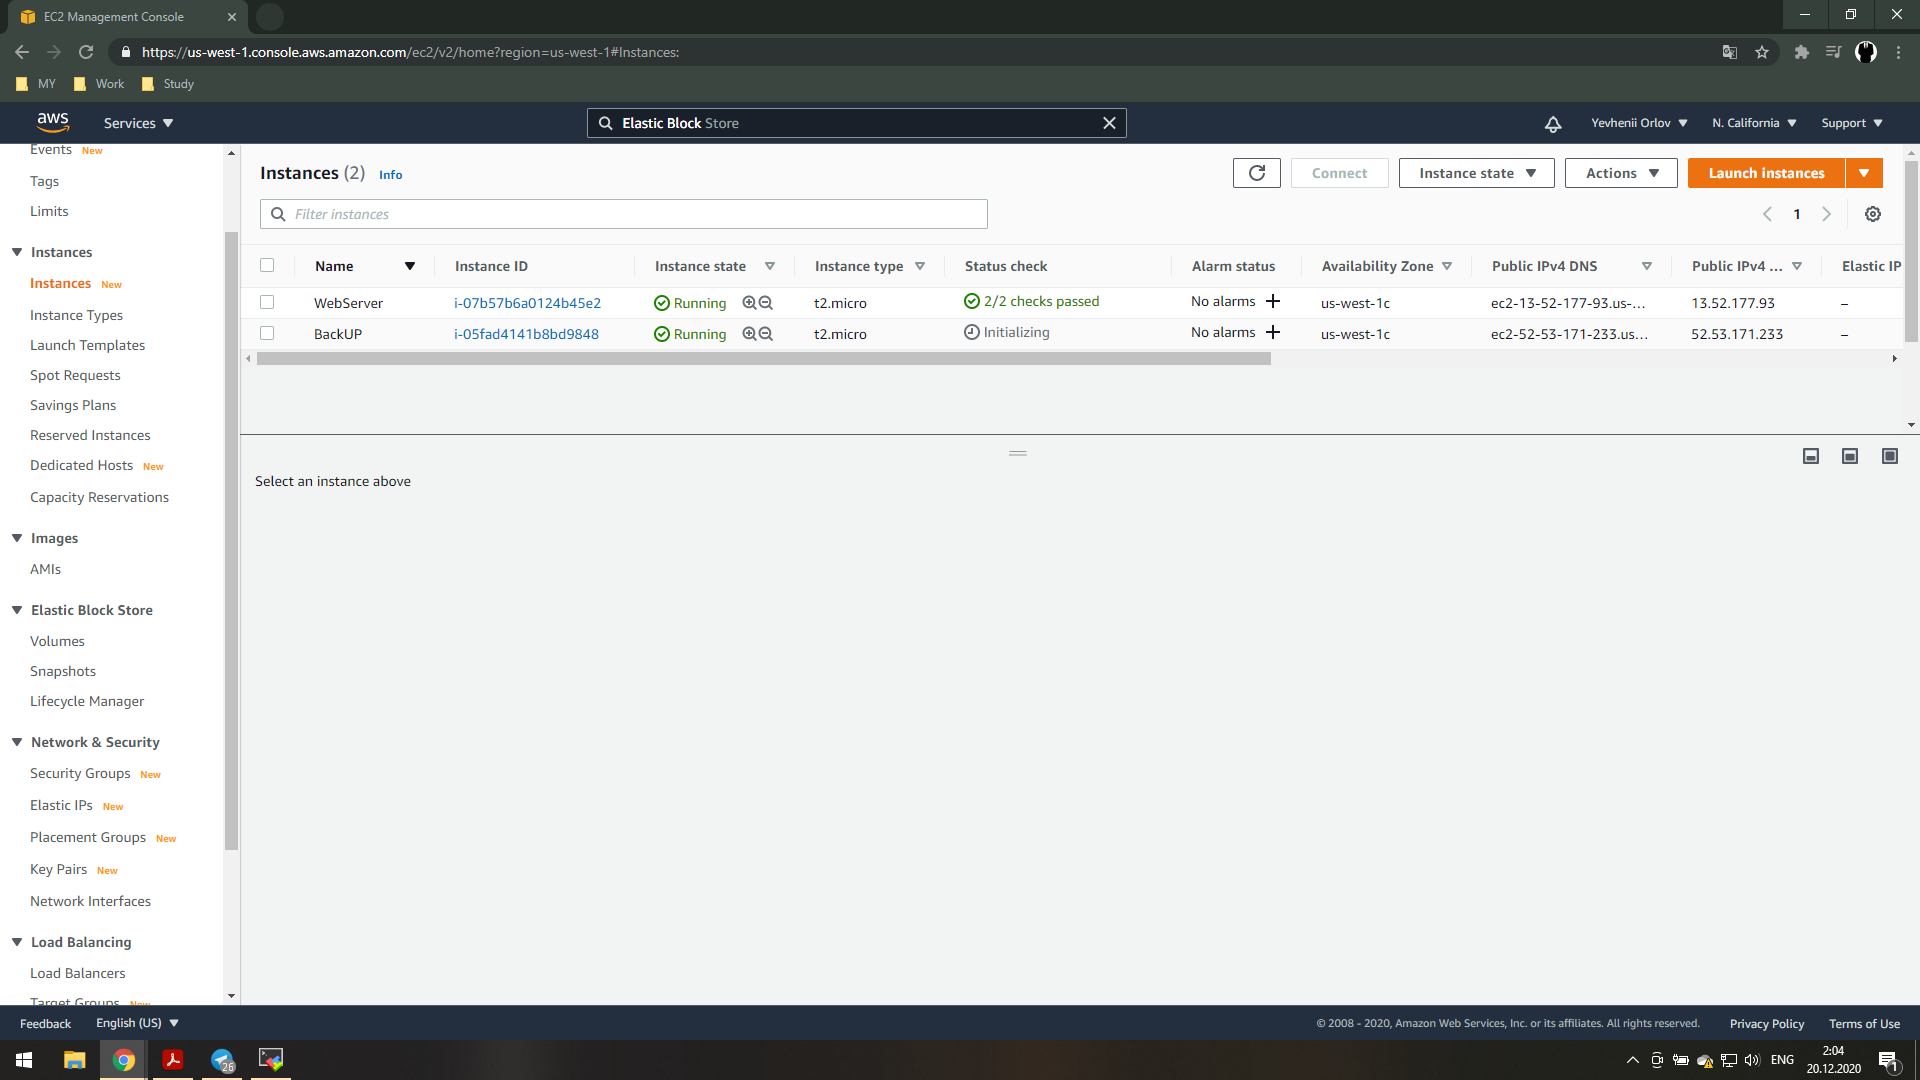 EC2 Management Console
https://us-west-1.console.aws.amazon.com/ec2/v2/home?region=us-west-1#Instances:
MY Work Study
aws Services Elastic Block Store Yevhenii Orlov N. California Support
Events New
Tags
Limits
Instances
Instances New
Instance Types
Launch Templates
Spot Requests
Savings Plans
Reserved Instances
Dedicated Hosts New
Capacity Reservations
Images
AMIs
Elastic Block Store
Volumes
Snapshots
Lifecycle Manager
Network & Security
Security Groups New
Elastic IPs New
Placement Groups New
Key Pairs New
Network Interfaces
Load Balancing
Load Balancers
Target Groups New
Instances (2) Info Connect Instance state Actions Launch instances
Filter instances 1
Name Instance ID Instance state Instance type Status check Alarm status Availability Zone Public IPv4 DNS Public IPv4 ... Elastic IP
WebServer i-07b57b6a0124b45e2 Running t2.micro 2/2 checks passed No alarms us-west-1c ec2-13-52-177-93.us-... 13.52.177.93 –
BackUP i-05fad4141b8bd9848 Running t2.micro Initializing No alarms us-west-1c ec2-52-53-171-233.us... 52.53.171.233 –
Select an instance above
Feedback English (US) © 2008 - 2020, Amazon Web Services, Inc. or its affiliates. All rights reserved. Privacy Policy Terms of Use
26 ENG 2:04 1
20.12.2020